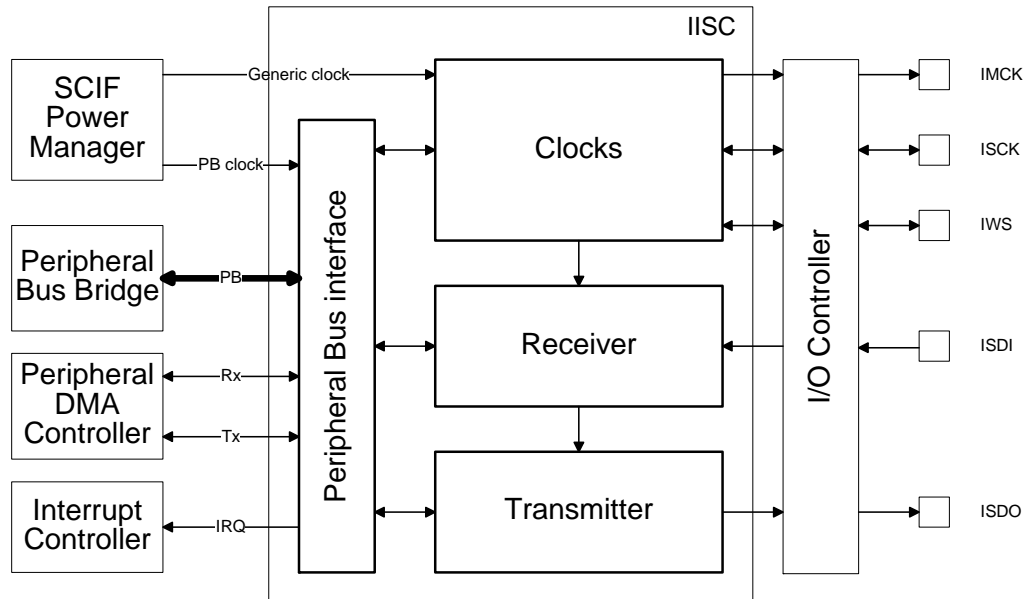 IISC
SCIF
Power
Manager
Generic clock
PB clock
Clocks
IMCK
ISCK
IWS
Peripheral
Bus Bridge
PB
Peripheral Bus interface
Receiver
I/O Controller
ISDI
Peripheral
DMA
Controller
Rx
Tx
Interrupt
Controller
IRQ
Transmitter
ISDO